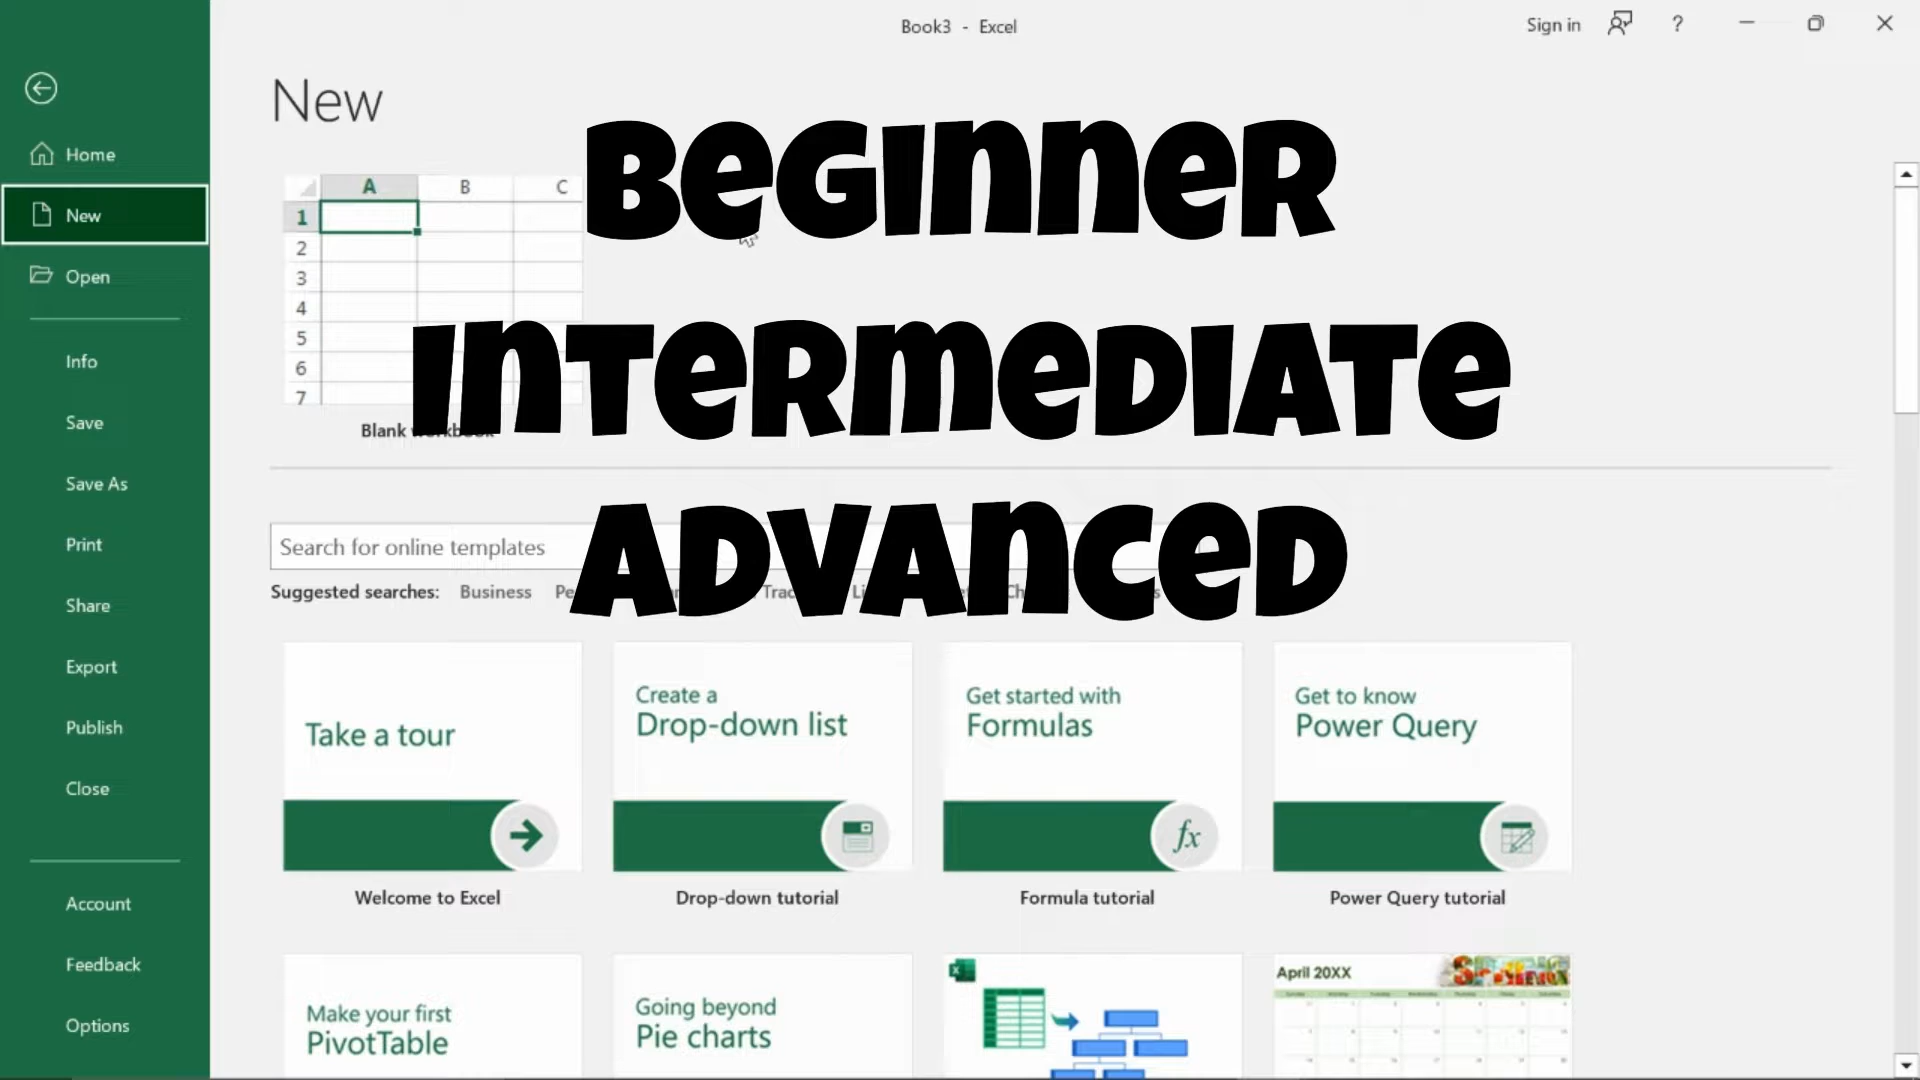 Book3 - Excel
Sign in
?
New
Home
New
Open
Info
Save
Save As
Print
Share
Export
Publish
Close
Account
Feedback
Options
BeGINNeR
INTeRMeDIATe
ADVANCeD
A B C
1
2
3
4
5
6
7
Blank workbook
Search for online templates
Suggested searches: Business
Take a tour
Welcome to Excel
Create a
Drop-down list
Drop-down tutorial
Get started with
Formulas
fx
Formula tutorial
Get to know
Power Query
Power Query tutorial
Make your first
PivotTable
Going beyond
Pie charts
X
April 20XX